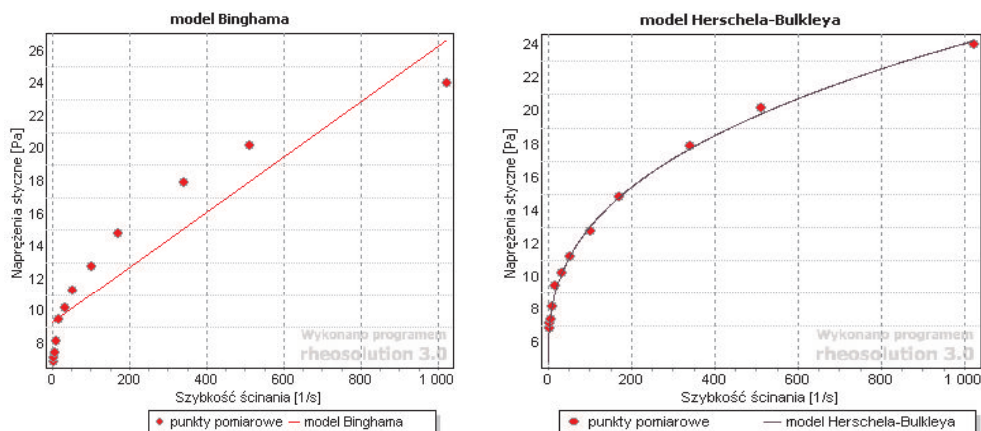 model Binghama
26
24
22
20
18
16
14
12
10
8
Naprężenia styczne [Pa]
0
200
400
600
800
1 000
Szybkość ścinania [1/s]
Wykonano programem
rheosolution 3.0
punkty pomiarowe
model Binghama
model Herschela-Bulkleya
24
22
20
18
16
14
12
10
8
6
Naprężenia styczne [Pa]
0
200
400
600
800
1 000
Szybkość ścinania [1/s]
Wykonano programem
rheosolution 3.0
punkty pomiarowe
model Herschela-Bulkleya